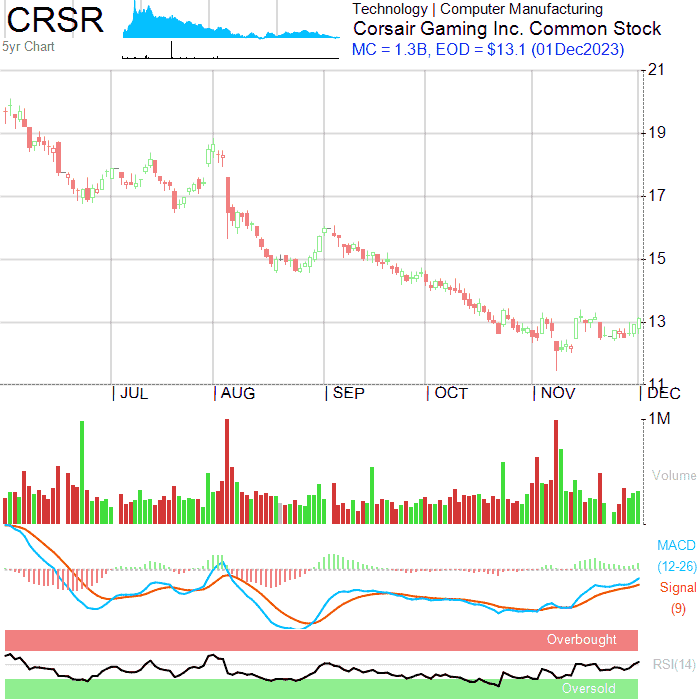 CRSR
5yr Chart
Technology | Computer Manufacturing
Corsair Gaming Inc. Common Stock
MC = 1.3B, EOD = $13.1 (01Dec2023)
21
19
17
15
13
11
JUL AUG SEP OCT NOV DEC
1M
Volume
MACD
(12-26)
Signal
(9)
Overbought
RSI(14)
Oversold